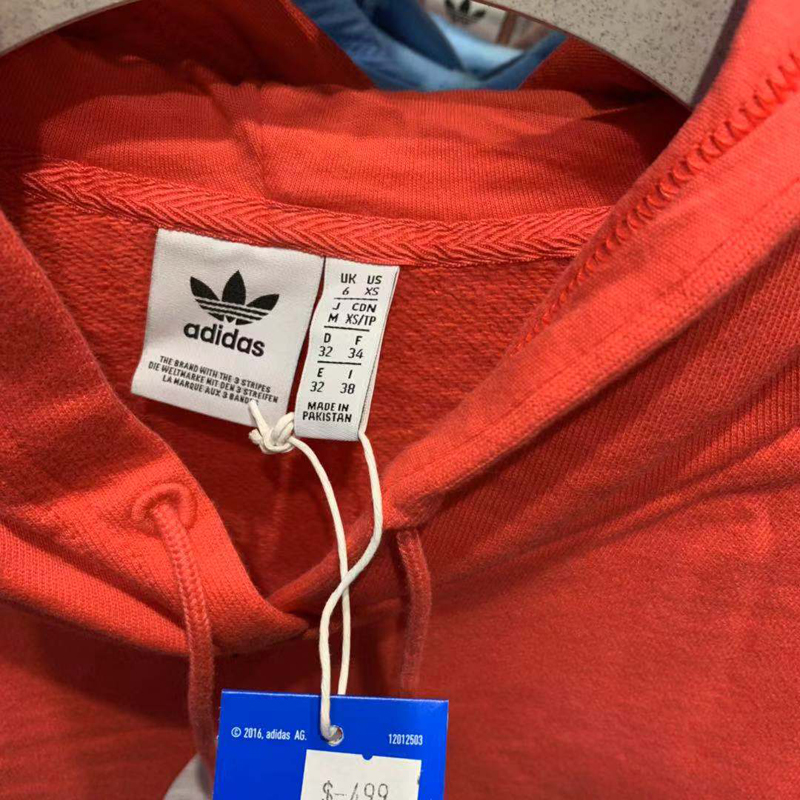 adidas
THE BRAND WITH THE 3 STRIPES
DIE WELTMARKE MIT DEN 3 STREIFEN
LA MARQUE AUX 3 BANDES
UK US
6 XS
J CDN
M XS/TP
D F
32 34
E I
32 38
MADE IN
PAKISTAN
© 2016, adidas AG.
12012503
$-499